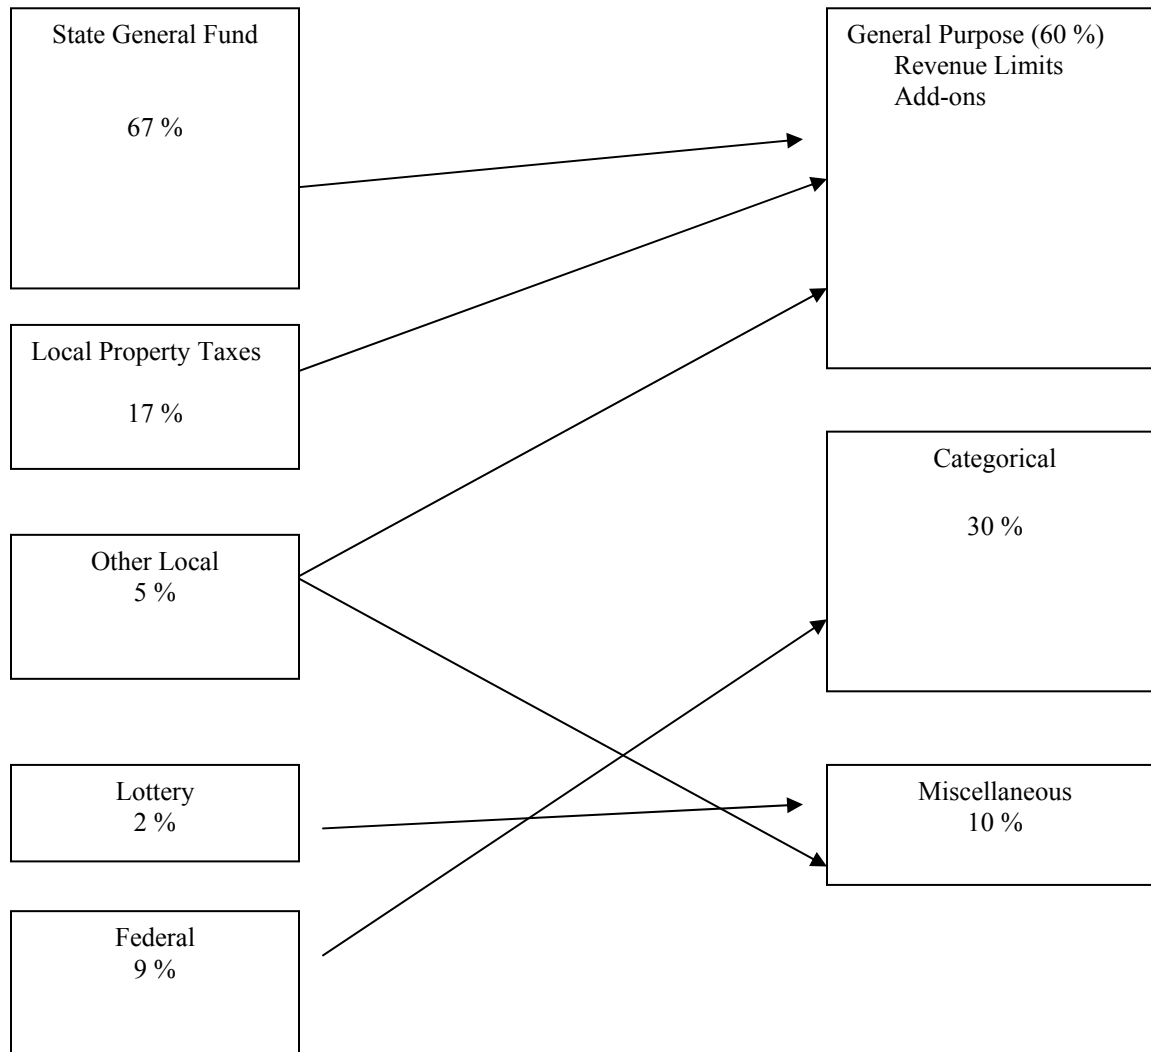 State General Fund
67 %
Local Property Taxes
17 %
Other Local
5 %
Lottery
2 %
Federal
9 %
General Purpose (60 %)
Revenue Limits
Add-ons
Categorical
30 %
Miscellaneous
10 %